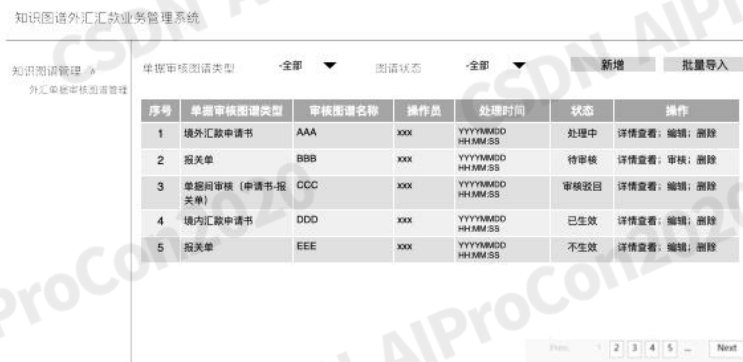 知识图谱外汇汇款业务管理系统
知识图谱管理 ^
外汇单据审核图谱管理
单据审核图谱类型 -全部 图谱状态 -全部 新增 批量导入
序号 单据审核图谱类型 审核图谱名称 操作员 处理时间 状态 操作
1 境外汇款申请书 AAA xxx YYYYMMDD 处理中 详情查看；编辑；删除
HH:MM:SS
2 报关单 BBB xxx YYYYMMDD 待审核 详情查看；审核；删除
HH:MM:SS
3 单据间审核（申请书-报 CCC xxx YYYYMMDD 审核驳回 详情查看；编辑；删除
关单） HH:MM:SS
4 境内汇款申请书 DDD xxx YYYYMMDD 已生效 详情查看；编辑；删除
HH:MM:SS
5 报关单 EEE xxx YYYYMMDD 不生效 详情查看；编辑；删除
HH:MM:SS
Prev. 1 2 3 4 5 ... Next
CSDN AIProCon2020